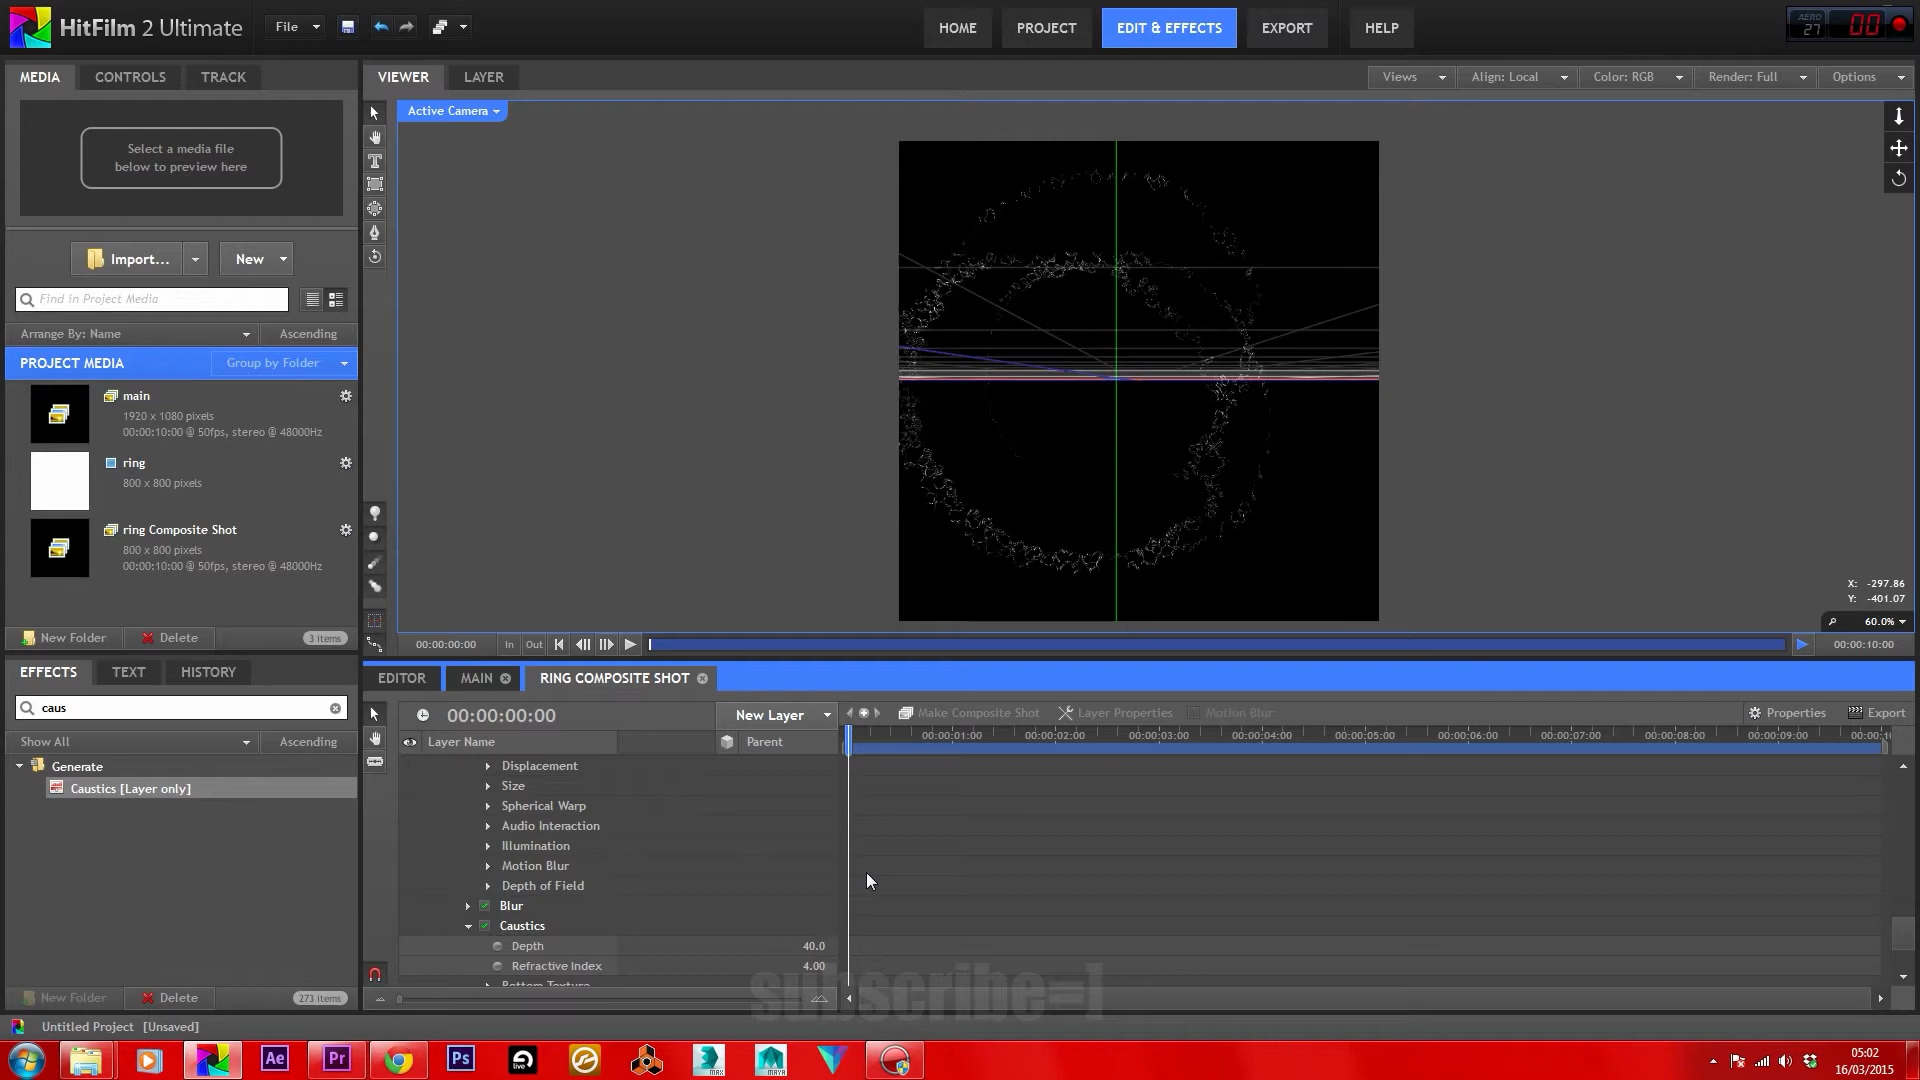 HitFilm 2 Ultimate
File
HOME
PROJECT
EDIT & EFFECTS
EXPORT
HELP
AERO
27
00
MEDIA
CONTROLS
TRACK
VIEWER
LAYER
Views
Align: Local
Color: RGB
Render: Full
Options
Active Camera
Select a media file
below to preview here
Import...
New
Find in Project Media
Arrange By: Name
Ascending
PROJECT MEDIA
Group by Folder
main
1920 x 1080 pixels
00:00:10:00 @ 50fps, stereo @ 48000Hz
ring
800 x 800 pixels
ring Composite Shot
800 x 800 pixels
00:00:10:00 @ 50fps, stereo @ 48000Hz
X: -297.86
Y: -401.07
60.0%
New Folder
Delete
3 items
00:00:00:00
In
Out
00:00:10:00
EFFECTS
TEXT
HISTORY
EDITOR
MAIN
RING COMPOSITE SHOT
caus
00:00:00:00
New Layer
Make Composite Shot
Layer Properties
Motion Blur
Properties
Export
Show All
Ascending
Layer Name
Parent
00:00:01:00
00:00:02:00
00:00:03:00
00:00:04:00
00:00:05:00
00:00:06:00
00:00:07:00
00:00:08:00
00:00:09:00
Generate
Caustics [Layer only]
Displacement
Size
Spherical Warp
Audio Interaction
Illumination
Motion Blur
Depth of Field
Blur
Caustics
Depth
40.0
Refractive Index
4.00
Bottom Texture
subscribe=]
New Folder
Delete
273 items
Untitled Project [Unsaved]
Ae
Pr
Ps
live
MAX
MAYA
05:02
16/03/2015